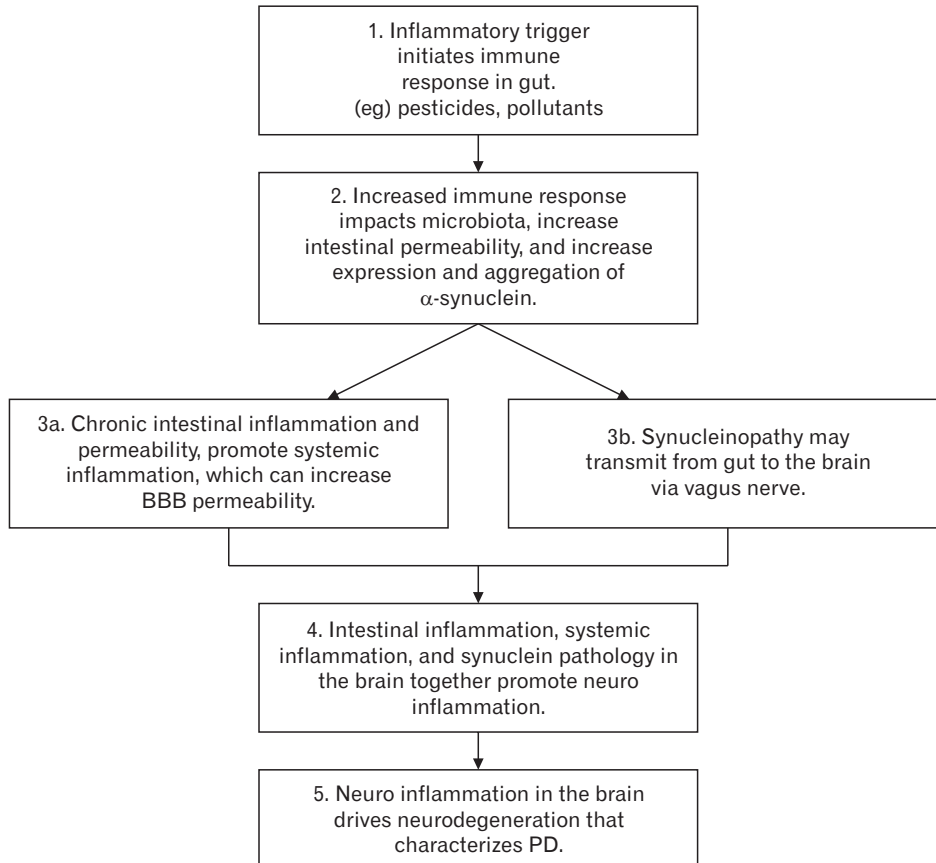 1. Inflammatory trigger
initiates immune
response in gut.
(eg) pesticides, pollutants
2. Increased immune response
impacts microbiota, increase
intestinal permeability, and increase
expression and aggregation of
α-synuclein.
3a. Chronic intestinal inflammation and
permeability, promote systemic
inflammation, which can increase
BBB permeability.
3b. Synucleinopathy may
transmit from gut to the brain
via vagus nerve.
4. Intestinal inflammation, systemic
inflammation, and synuclein pathology in
the brain together promote neuro
inflammation.
5. Neuro inflammation in the brain
drives neurodegeneration that
characterizes PD.